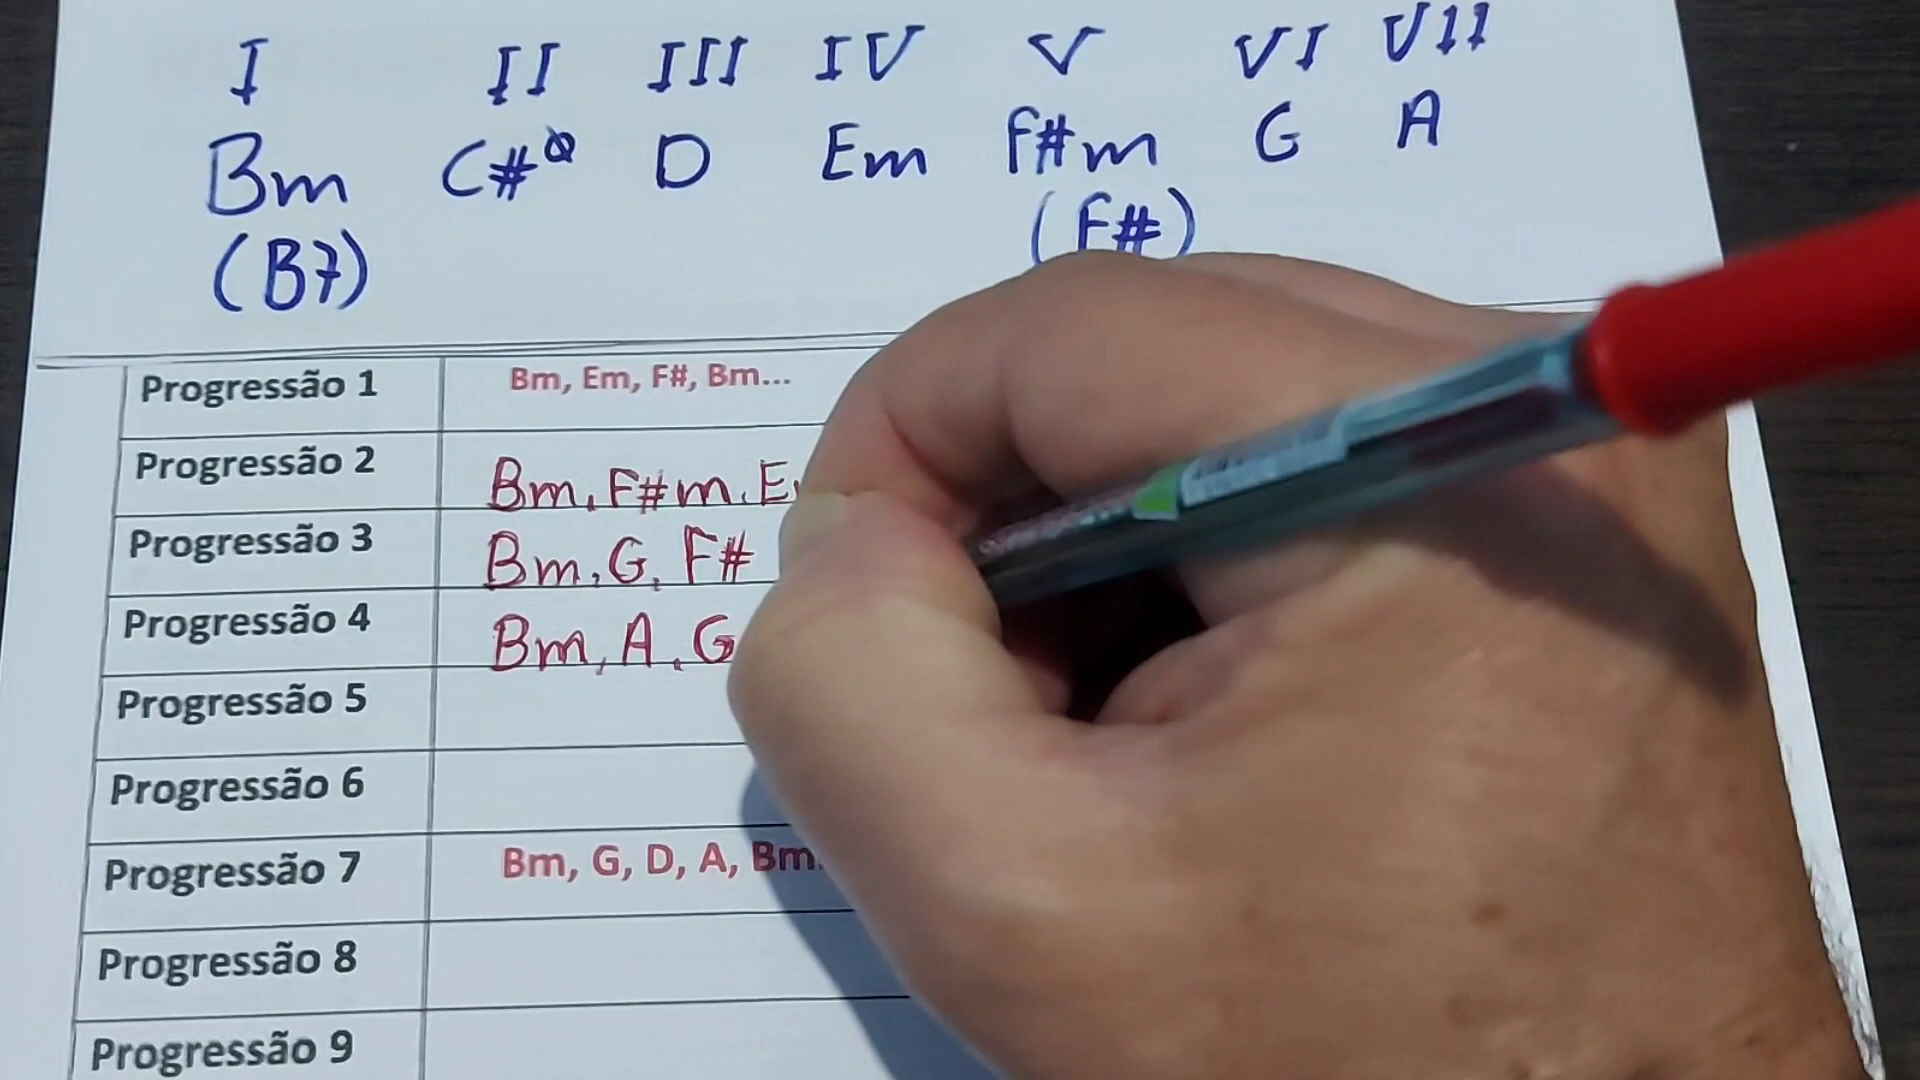 I II III IV V VI VII
Bm C#ø D Em F#m G A
(B7) (F#)
Progressão 1 Bm, Em, F#, Bm...
Progressão 2 Bm, F#m,
Progressão 3 Bm, G, F#
Progressão 4 Bm, A, G
Progressão 5
Progressão 6
Progressão 7 Bm, G, D, A, Bm
Progressão 8
Progressão 9